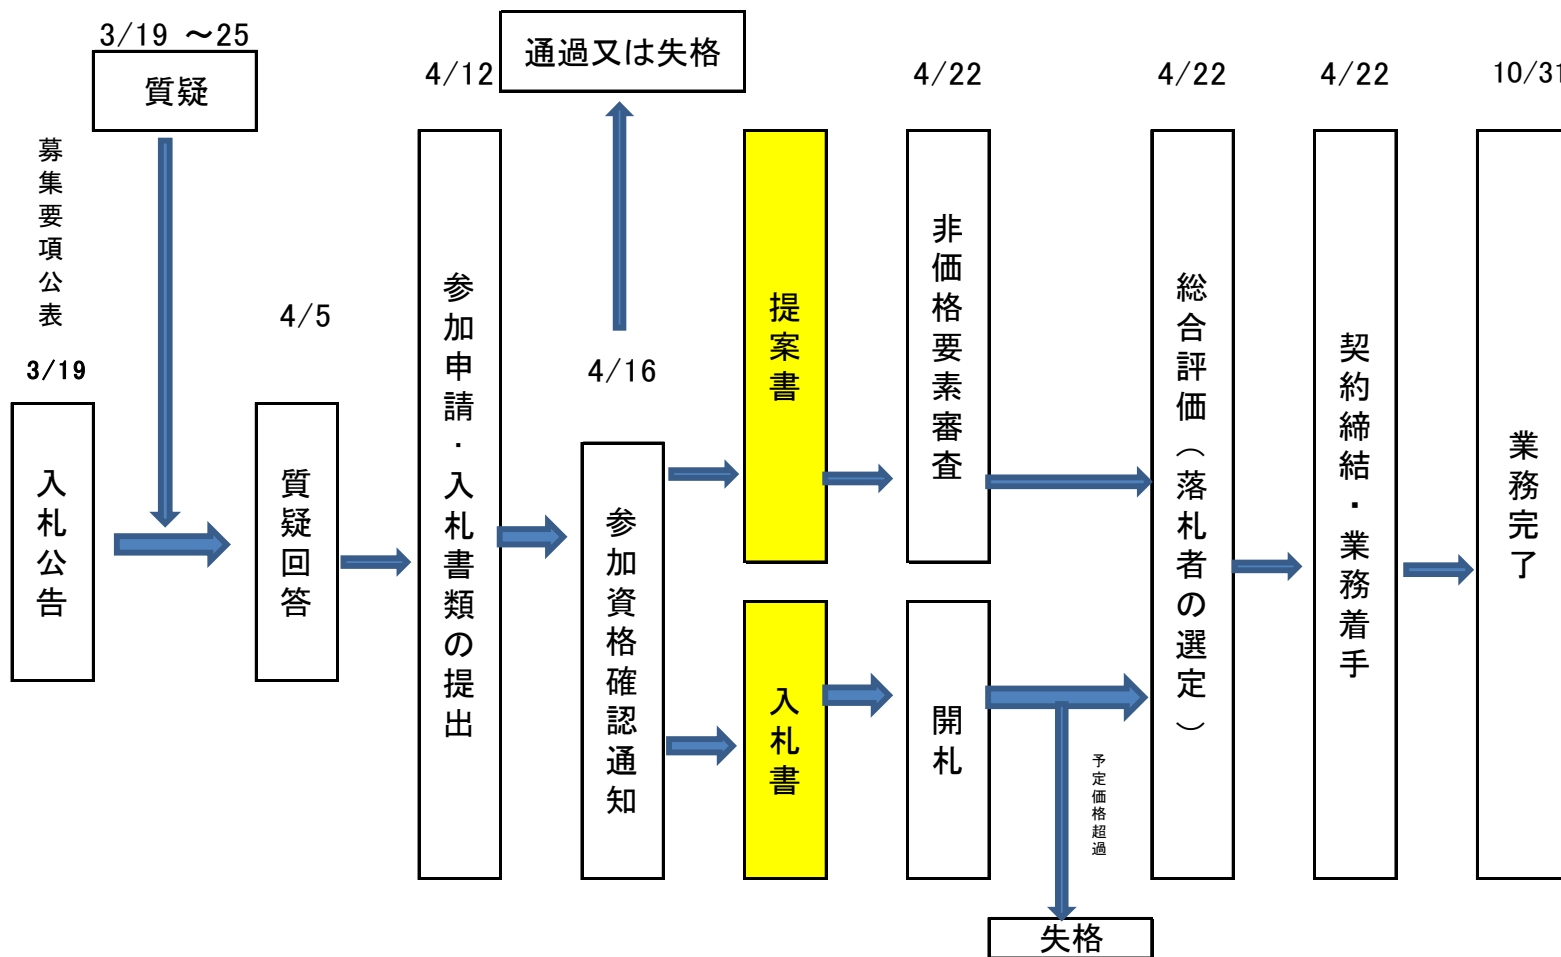 3/19 ～25
質疑
募集要項公表
3/19
入札公告
4/5
質疑回答
4/12
参加申請・入札書類の提出
通過又は失格
4/16
参加資格確認通知
提案書
入札書
4/22
非価格要素審査
開札
予定価格超過
失格
4/22
総合評価（落札者の選定）
4/22
契約締結・業務着手
10/31
業務完了